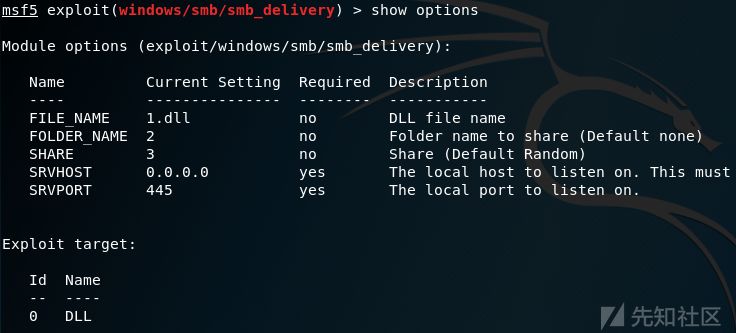 msf5 exploit(windows/smb/smb_delivery) > show options
Module options (exploit/windows/smb/smb_delivery):
Name Current Setting Required Description
---- --------------- -------- -----------
FILE_NAME 1.dll no DLL file name
FOLDER_NAME 2 no Folder name to share (Default none)
SHARE 3 no Share (Default Random)
SRVHOST 0.0.0.0 yes The local host to listen on. This must
SRVPORT 445 yes The local port to listen on.
Exploit target:
Id Name
-- ----
0 DLL
先知社区